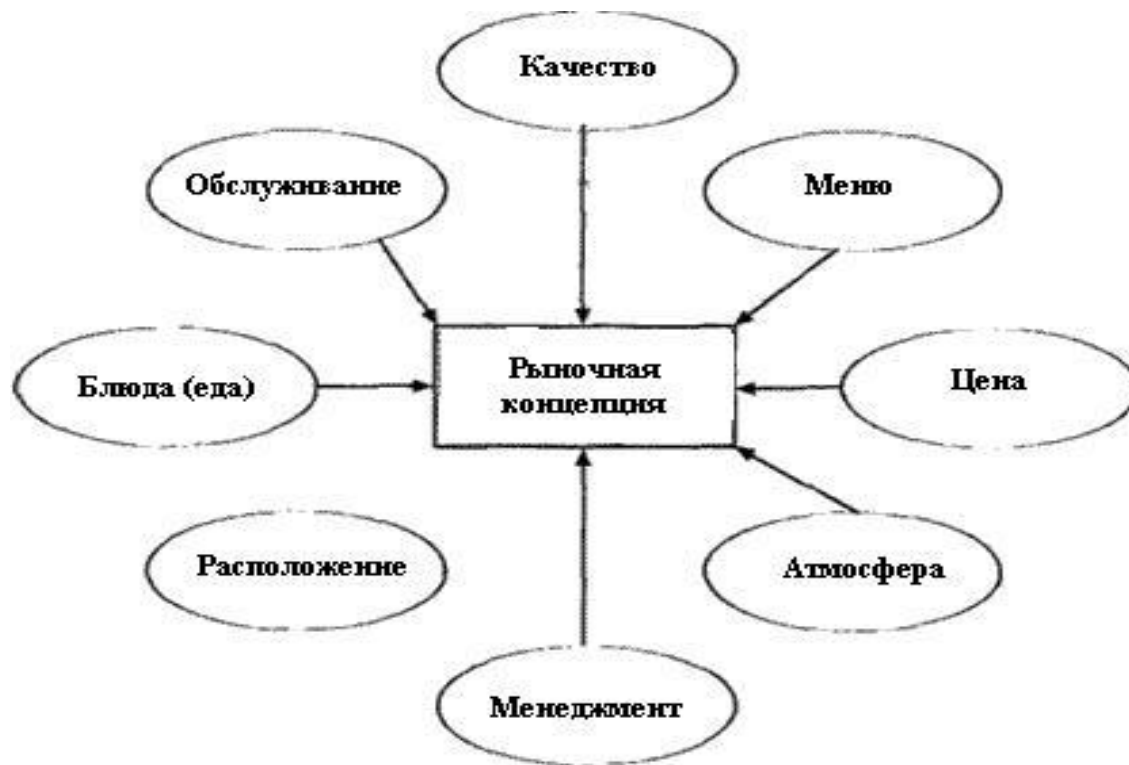 Качество
Обслуживание
Меню
Рыночная
концепция
Блюда (еда)
Цена
Расположение
Атмосфера
Менеджмент